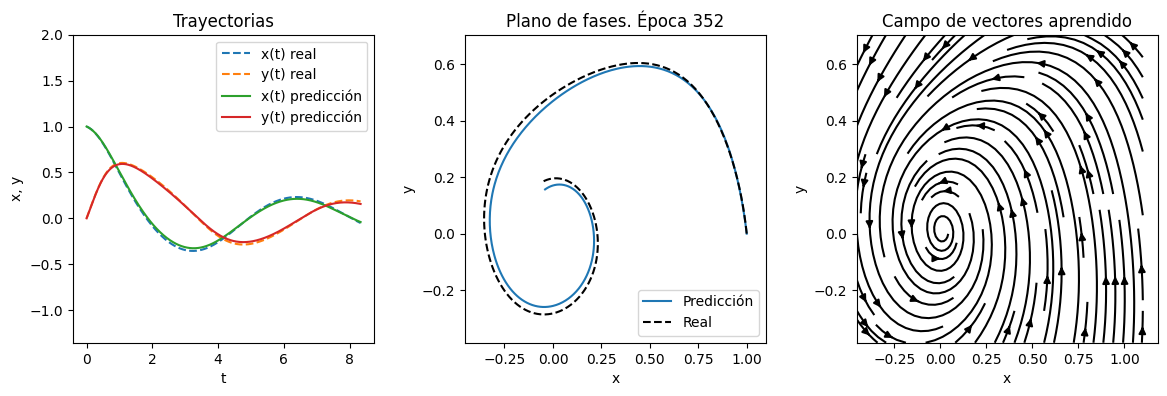 Trayectorias
2.0
1.5
1.0
0.5
0.0
−0.5
−1.0
x, y
0
2
4
6
8
t
x(t) real
y(t) real
x(t) predicción
y(t) predicción
Plano de fases. Época 352
0.6
0.4
0.2
0.0
−0.2
y
−0.25
0.00
0.25
0.50
0.75
1.00
x
Predicción
Real
Campo de vectores aprendido
0.6
0.4
0.2
0.0
−0.2
y
−0.25
0.00
0.25
0.50
0.75
1.00
x